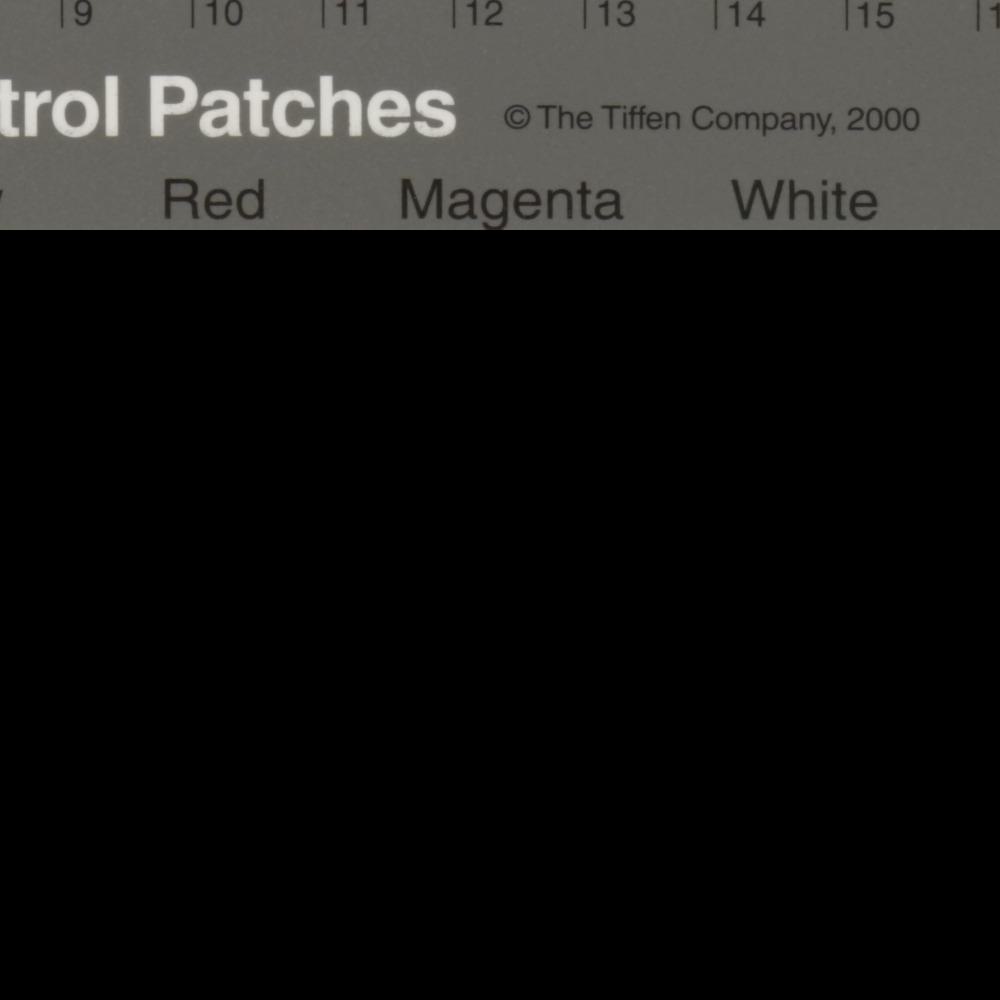 9 10 11 12 13 14 15
trol Patches © The Tiffen Company, 2000
Red Magenta White